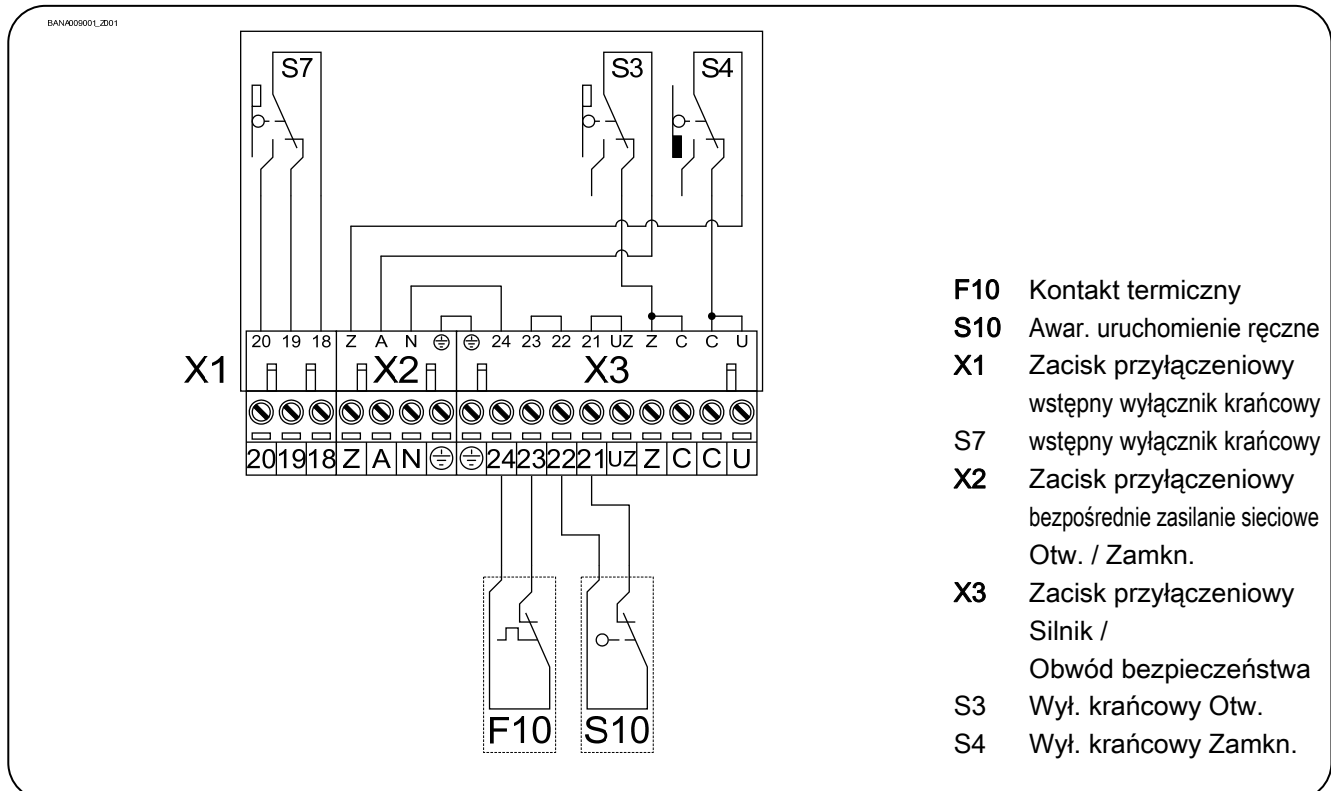 BANA009001_Z001
S7
S3
S4
20 19 18 Z A N 24 23 22 21 UZ Z C C U
X1
X2
X3
20 19 18 Z A N 24 23 22 21 UZ Z C C U
F10
S10
F10 Kontakt termiczny
S10 Awar. uruchomienie ręczne
X1 Zacisk przyłączeniowy
wstępny wyłącznik krańcowy
S7 wstępny wyłącznik krańcowy
X2 Zacisk przyłączeniowy
bezpośrednie zasilanie sieciowe
Otw. / Zamkn.
X3 Zacisk przyłączeniowy
Silnik /
Obwód bezpieczeństwa
S3 Wył. krańcowy Otw.
S4 Wył. krańcowy Zamkn.